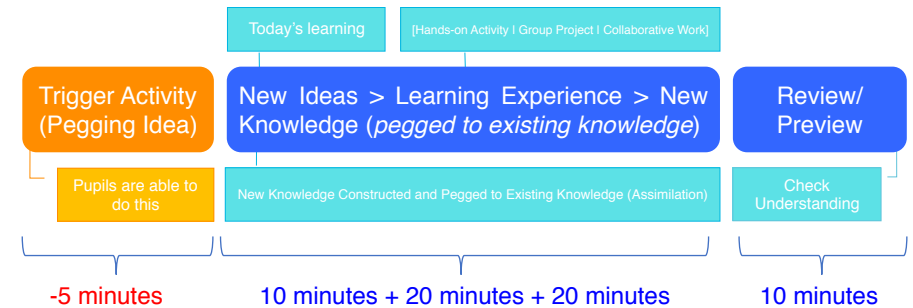 Today's learning
[Hands-on Activity I Group Project I Collaborative Work]
Trigger Activity
(Pegging Idea)
New Ideas > Learning Experience > New
Knowledge (pegged to existing knowledge)
Review/
Preview
Pupils are able to
do this
New Knowledge Constructed and Pegged to Existing Knowledge (Assimilation)
Check
Understanding
-5 minutes
10 minutes + 20 minutes + 20 minutes
10 minutes